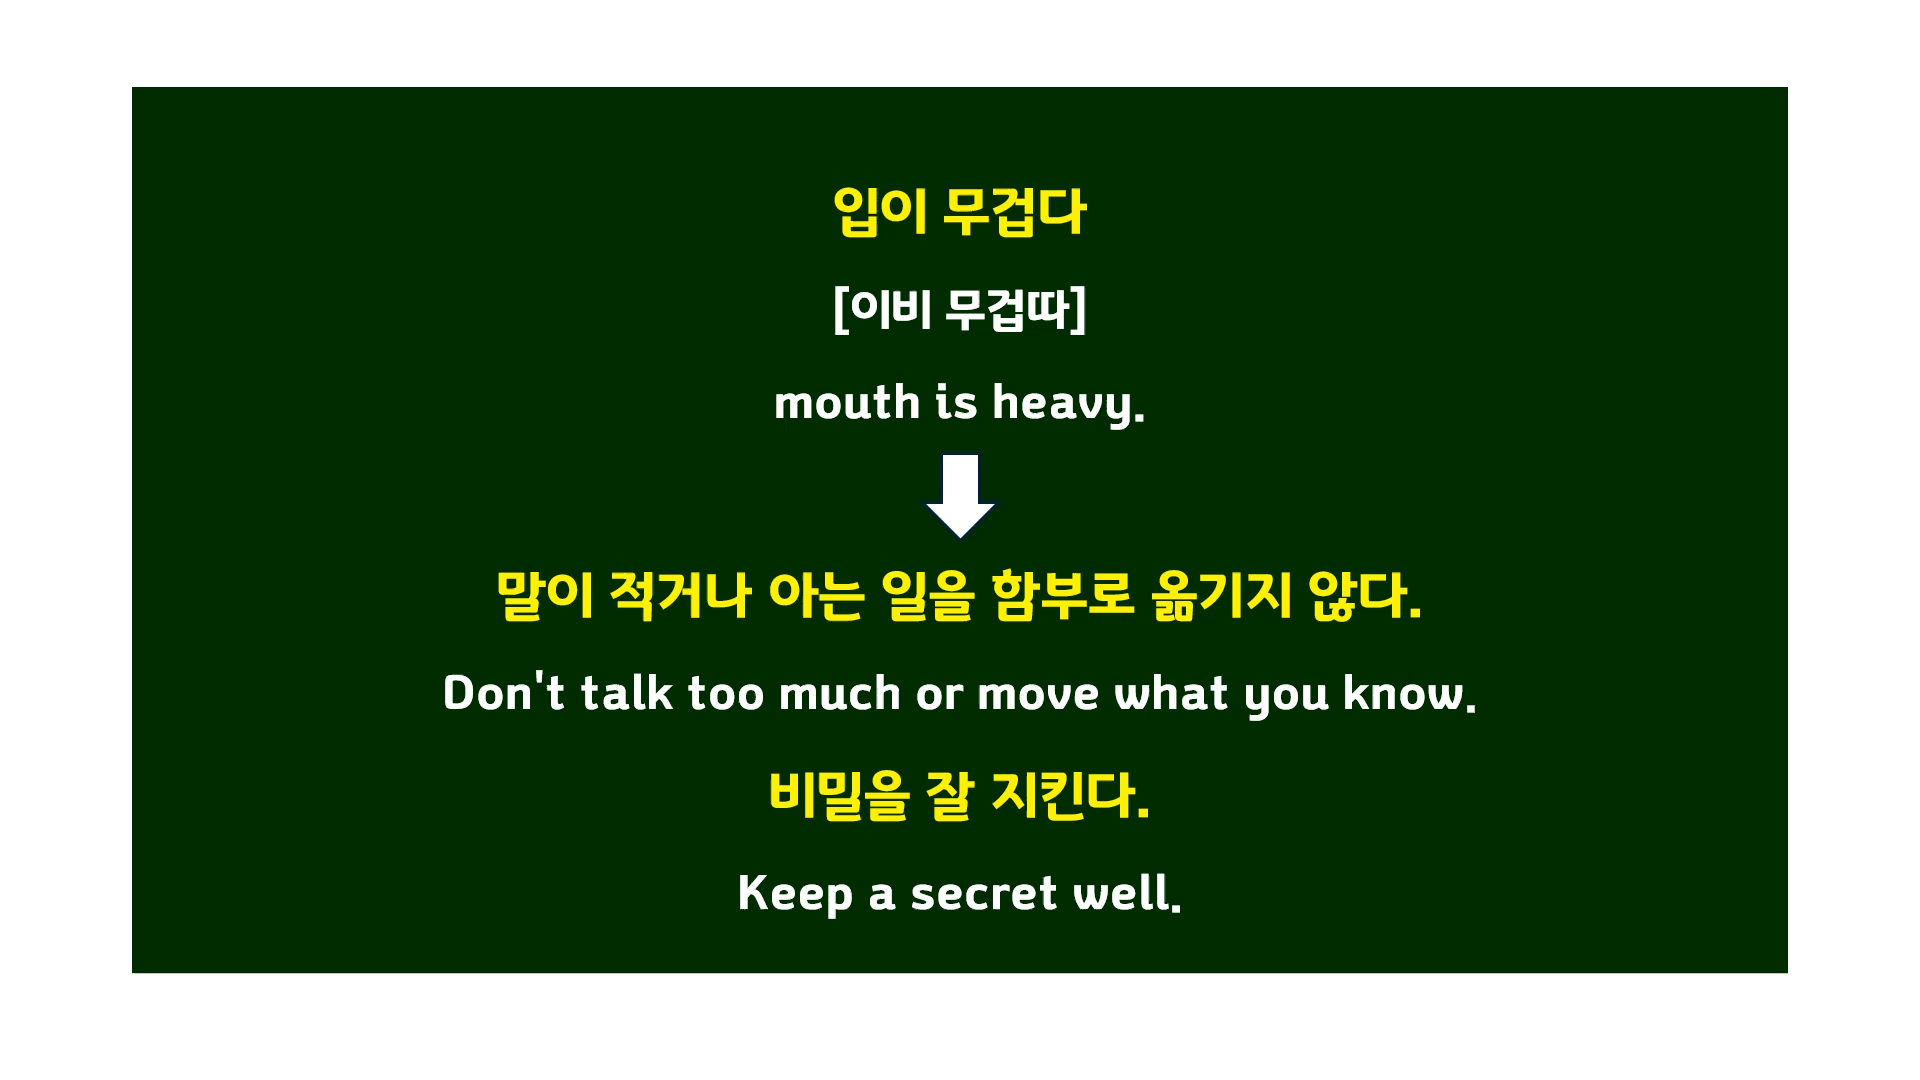 입이 무겁다
[이비 무겁따]
mouth is heavy.
말이 적거나 아는 일을 함부로 옮기지 않다.
Don't talk too much or move what you know.
비밀을 잘 지킨다.
Keep a secret well.